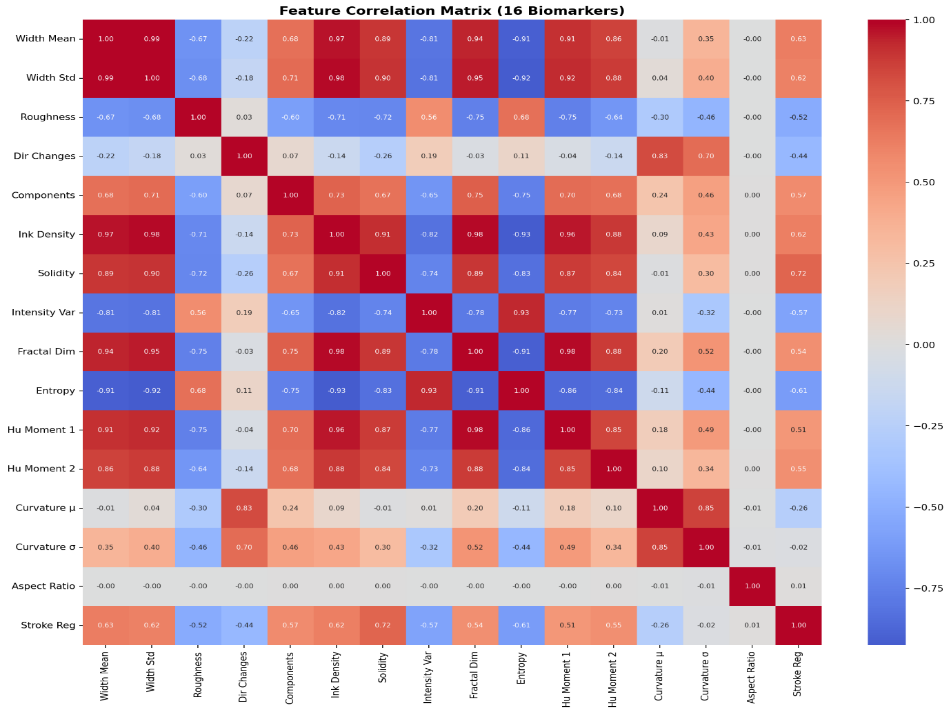 Feature Correlation Matrix (16 Biomarkers)
Width Mean 1.00 0.99 -0.67 -0.22 0.68 0.97 0.89 -0.81 0.94 -0.91 0.91 0.86 -0.01 0.35 -0.00 0.63
Width Std 0.99 1.00 -0.68 -0.18 0.71 0.98 0.90 -0.81 0.95 -0.92 0.92 0.88 0.04 0.40 -0.00 0.62
Roughness -0.67 -0.68 1.00 0.03 -0.60 -0.71 -0.72 0.56 -0.75 0.68 -0.75 -0.64 -0.30 -0.46 -0.00 -0.52
Dir Changes -0.22 -0.18 0.03 1.00 0.07 -0.14 -0.26 0.19 -0.03 0.11 -0.04 -0.14 0.83 0.70 -0.00 -0.44
Components 0.68 0.71 -0.60 0.07 1.00 0.73 0.67 -0.65 0.75 -0.75 0.70 0.68 0.24 0.46 0.00 0.57
Ink Density 0.97 0.98 -0.71 -0.14 0.73 1.00 0.91 -0.82 0.98 -0.93 0.96 0.88 0.09 0.43 0.00 0.62
Solidity 0.89 0.90 -0.72 -0.26 0.67 0.91 1.00 -0.74 0.89 -0.83 0.87 0.84 -0.01 0.30 0.00 0.72
Intensity Var -0.81 -0.81 0.56 0.19 -0.65 -0.82 -0.74 1.00 -0.78 0.93 -0.77 -0.73 0.01 -0.32 -0.00 -0.57
Fractal Dim 0.94 0.95 -0.75 -0.03 0.75 0.98 0.89 -0.78 1.00 -0.91 0.98 0.88 0.20 0.52 -0.00 0.54
Entropy -0.91 -0.92 0.68 0.11 -0.75 -0.93 -0.83 0.93 -0.91 1.00 -0.86 -0.84 -0.11 -0.44 -0.00 -0.61
Hu Moment 1 0.91 0.92 -0.75 -0.04 0.70 0.96 0.87 -0.77 0.98 -0.86 1.00 0.85 0.18 0.49 0.00 0.51
Hu Moment 2 0.86 0.88 -0.64 -0.14 0.68 0.88 0.84 -0.73 0.88 -0.84 0.85 1.00 0.10 0.34 0.00 0.55
Curvature μ -0.01 0.04 -0.30 0.83 0.24 0.09 -0.01 0.01 0.20 -0.11 0.18 0.10 1.00 0.85 -0.01 -0.26
Curvature σ 0.35 0.40 -0.46 0.70 0.46 0.43 0.30 -0.32 0.52 -0.44 0.49 0.34 0.85 1.00 -0.01 -0.02
Aspect Ratio -0.00 -0.00 -0.00 -0.00 0.00 0.00 0.00 -0.00 -0.00 -0.00 0.00 0.00 -0.01 -0.01 1.00 0.01
Stroke Reg 0.63 0.62 -0.52 -0.44 0.57 0.62 0.72 -0.57 0.54 -0.61 0.51 0.55 -0.26 -0.02 0.01 1.00
Width Mean
Width Std
Roughness
Dir Changes
Components
Ink Density
Solidity
Intensity Var
Fractal Dim
Entropy
Hu Moment 1
Hu Moment 2
Curvature μ
Curvature σ
Aspect Ratio
Stroke Reg
1.00
0.75
0.50
0.25
0.00
−0.25
−0.50
−0.75